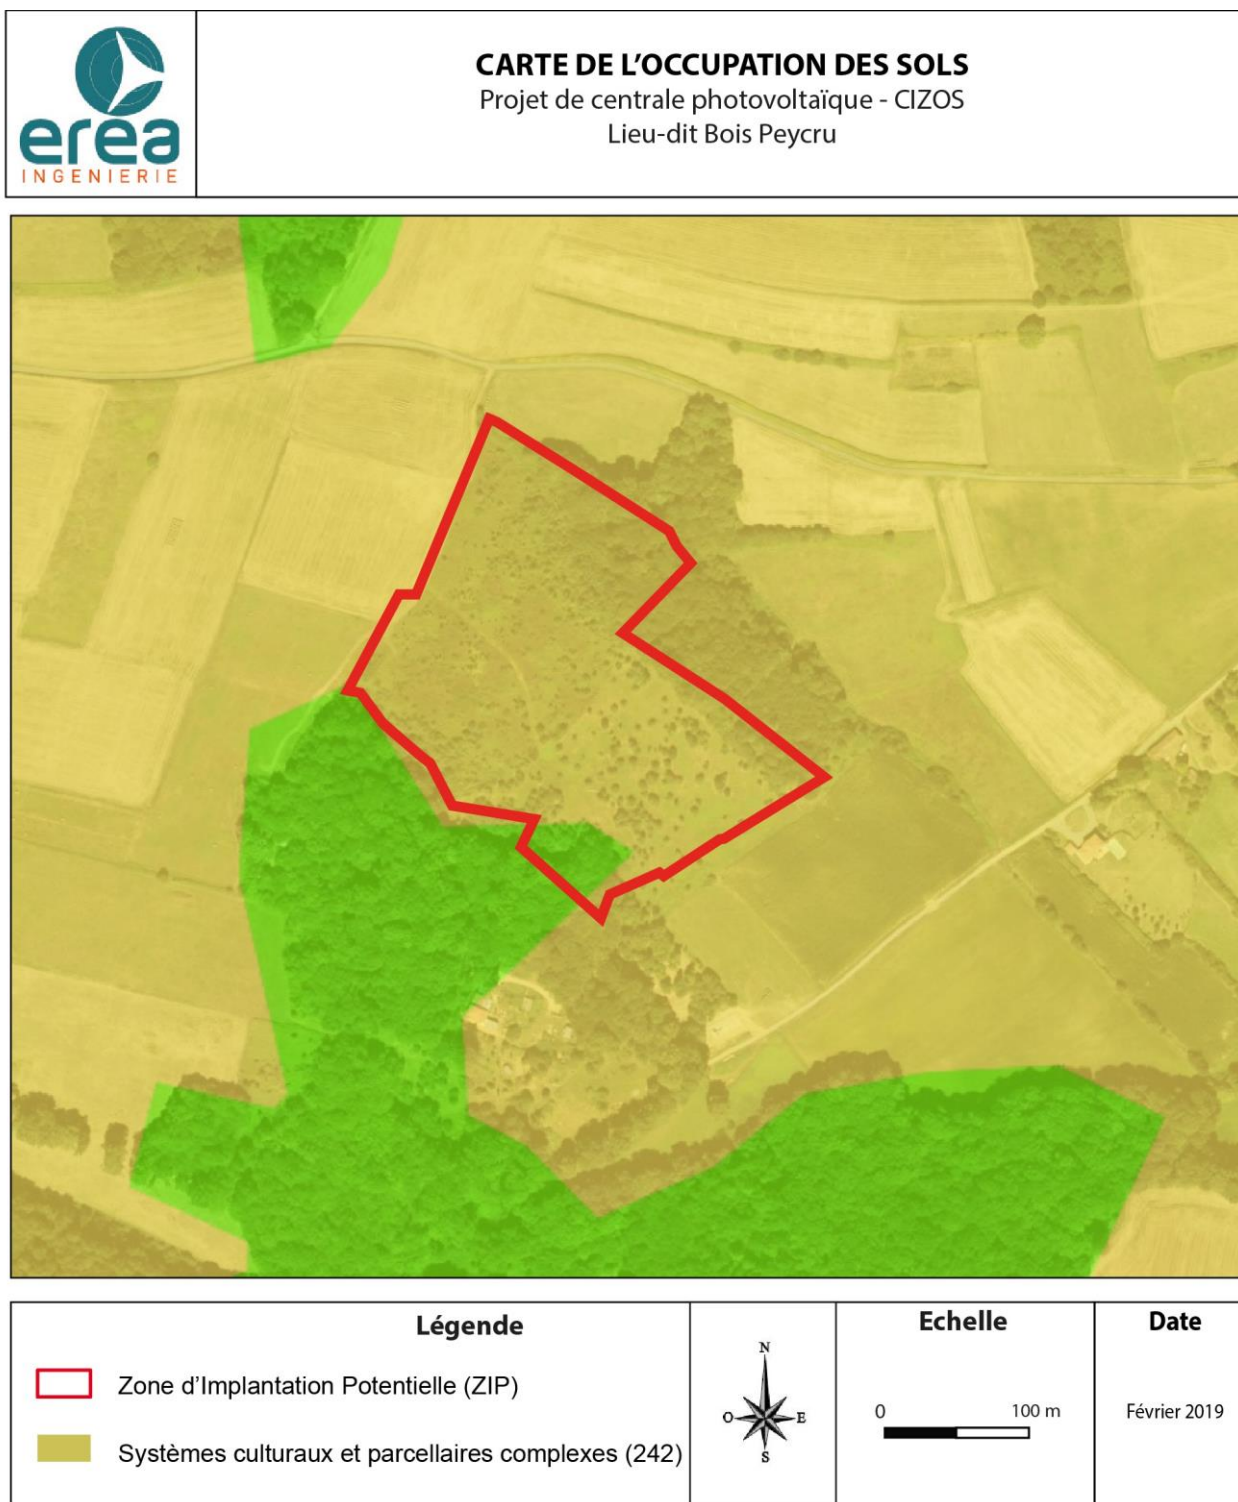 erea
INGENIERIE
CARTE DE L'OCCUPATION DES SOLS
Projet de centrale photovoltaïque - CIZOS
Lieu-dit Bois Peycru
Légende
Zone d'Implantation Potentielle (ZIP)
Systèmes culturaux et parcellaires complexes (242)
N
O
E
S
Echelle
0
100 m
Date
Février 2019